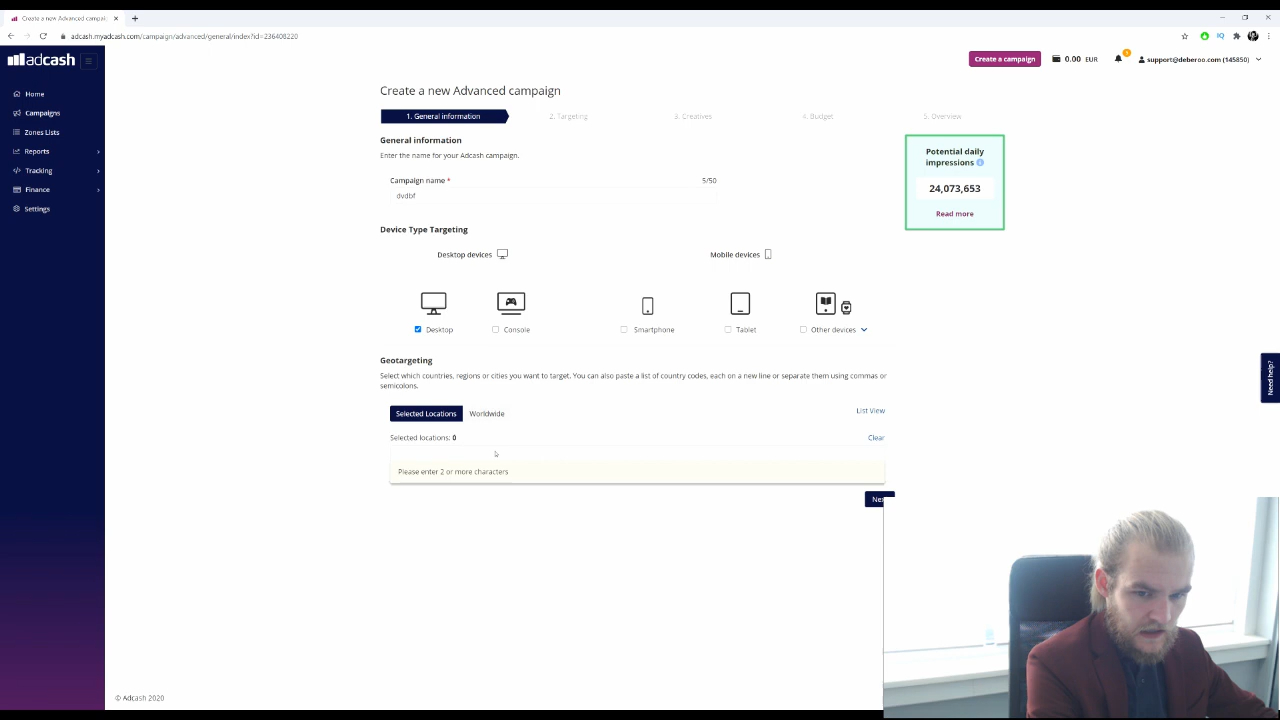 Create a new Advanced campai
adcash.myadcash.com/campaign/advanced/general/index?id=236408220
adcash
Create a campaign
0.00 EUR
support@deberoo.com (145850)
Home
Campaigns
Zones Lists
Reports
Tracking
Finance
Settings
Create a new Advanced campaign
1. General information
2. Targeting
3. Creatives
4. Budget
5. Overview
General information
Enter the name for your Adcash campaign.
Campaign name *
5/50
dvdbf
Potential daily
impressions
24,073,653
Read more
Device Type Targeting
Desktop devices
Mobile devices
Desktop
Console
Smartphone
Tablet
Other devices
Geotargeting
Select which countries, regions or cities you want to target. You can also paste a list of country codes, each on a new line or separate them using commas or
semicolons.
Selected Locations
Worldwide
List View
Selected locations: 0
Clear
Please enter 2 or more characters
Nex
Need help?
© Adcash 2020